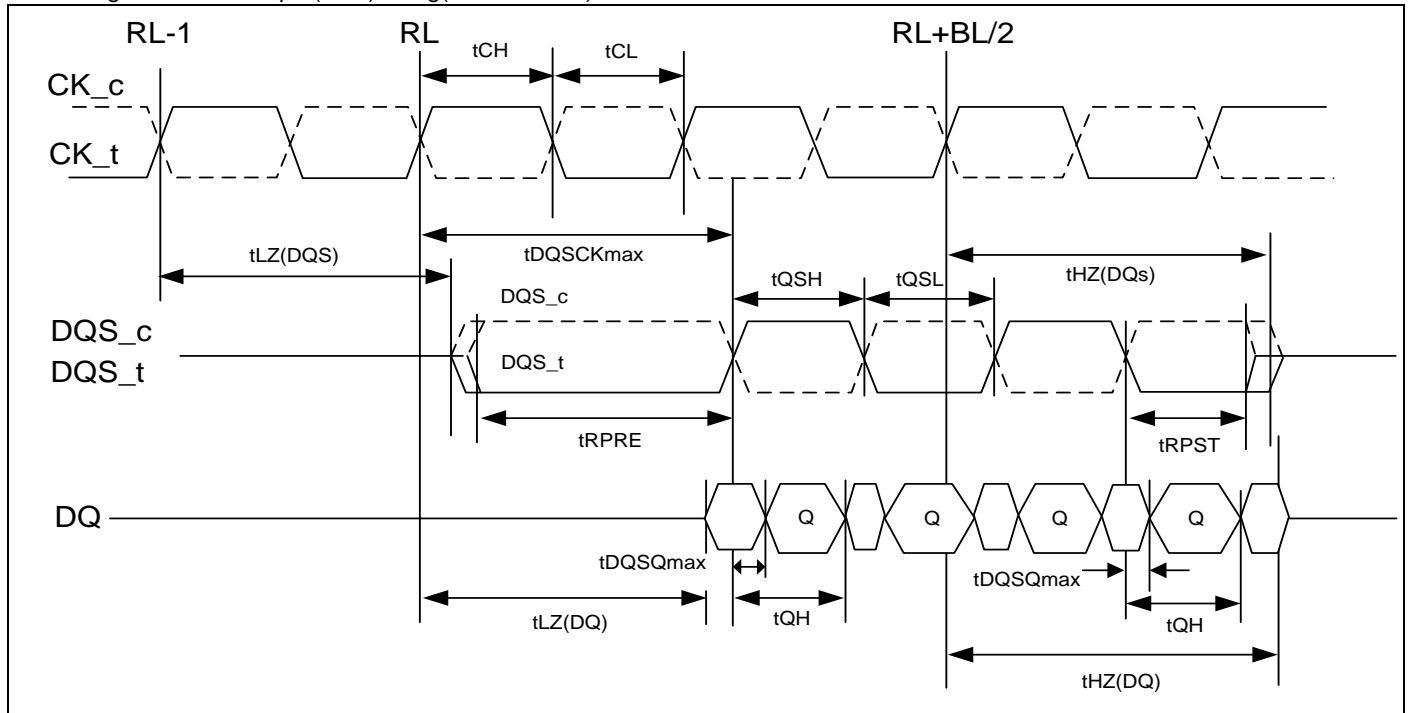 RL-1 RL RL+BL/2
tCH tCL
CK_c
CK_t
tLZ(DQS) tDQSCKmax tHZ(DQs)
tQSH tQSL
DQS_c
DQS_c
DQS_t
DQS_t
tRPRE tRPST
DQ Q Q Q Q
tDQSQmax tDQSQmax
tLZ(DQ) tQH tQH
tHZ(DQ)